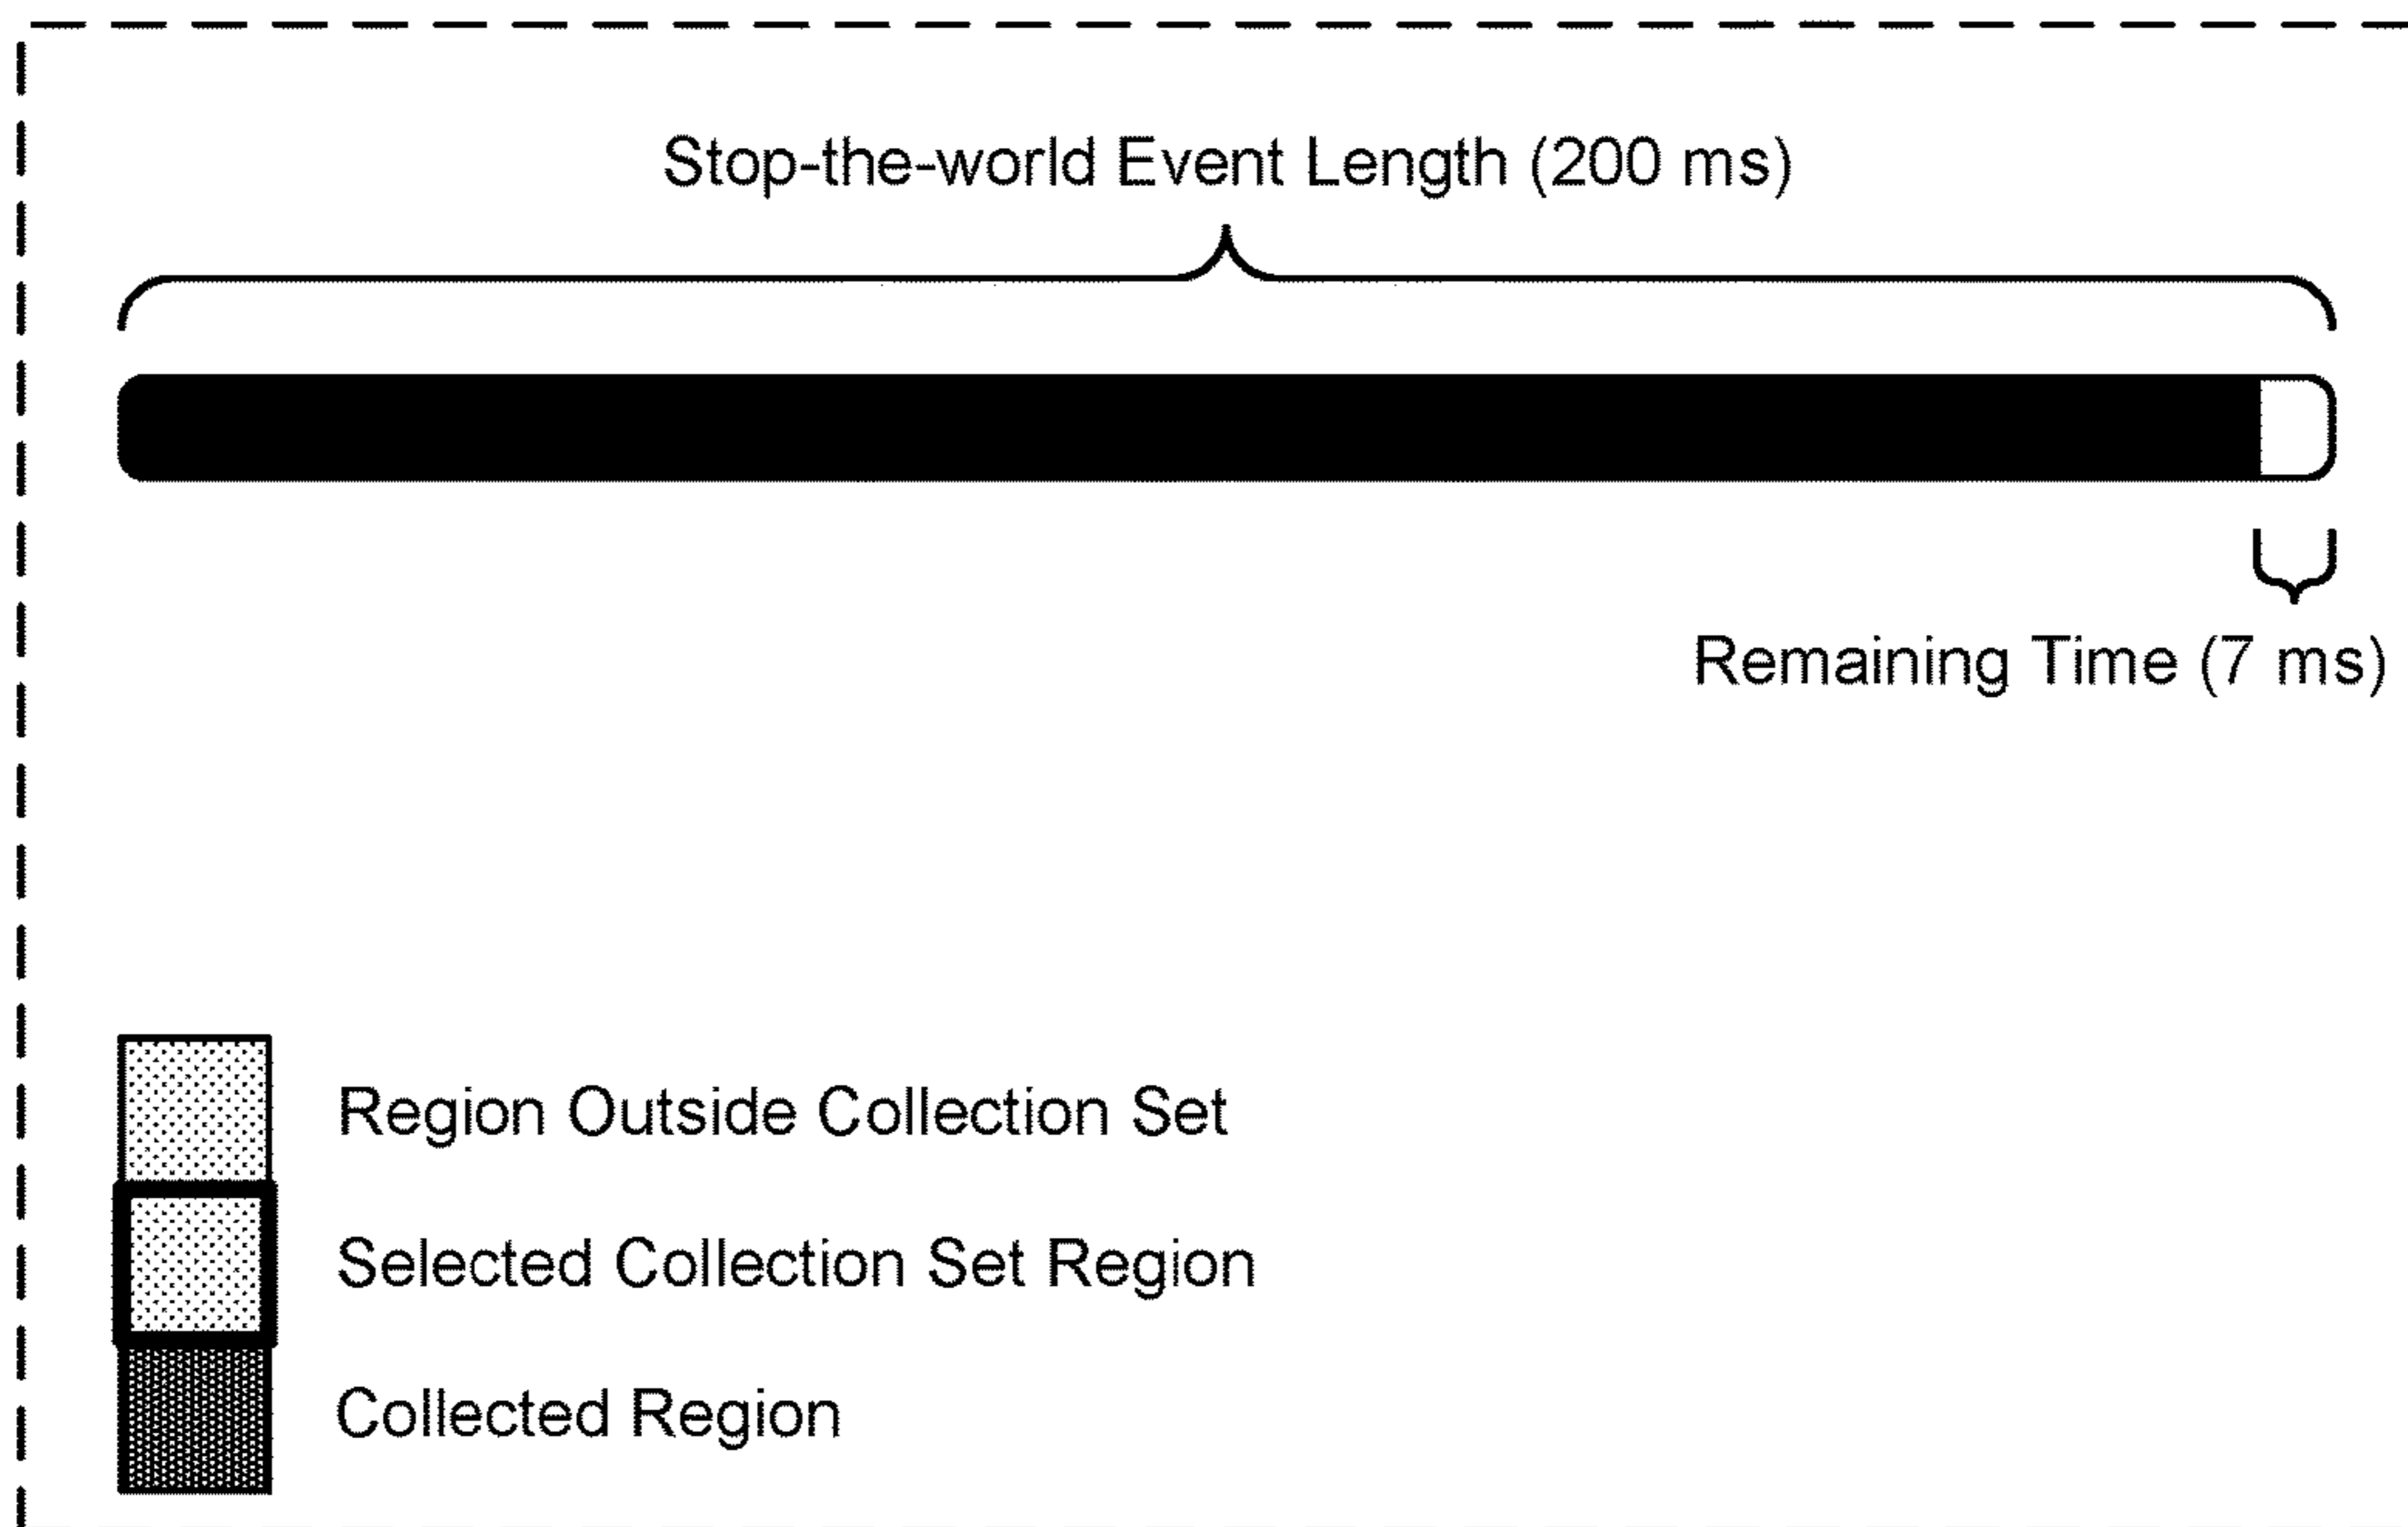 Stop-the-world Event Length (200 ms)
Remaining Time (7 ms)
Region Outside Collection Set
Selected Collection Set Region
Collected Region